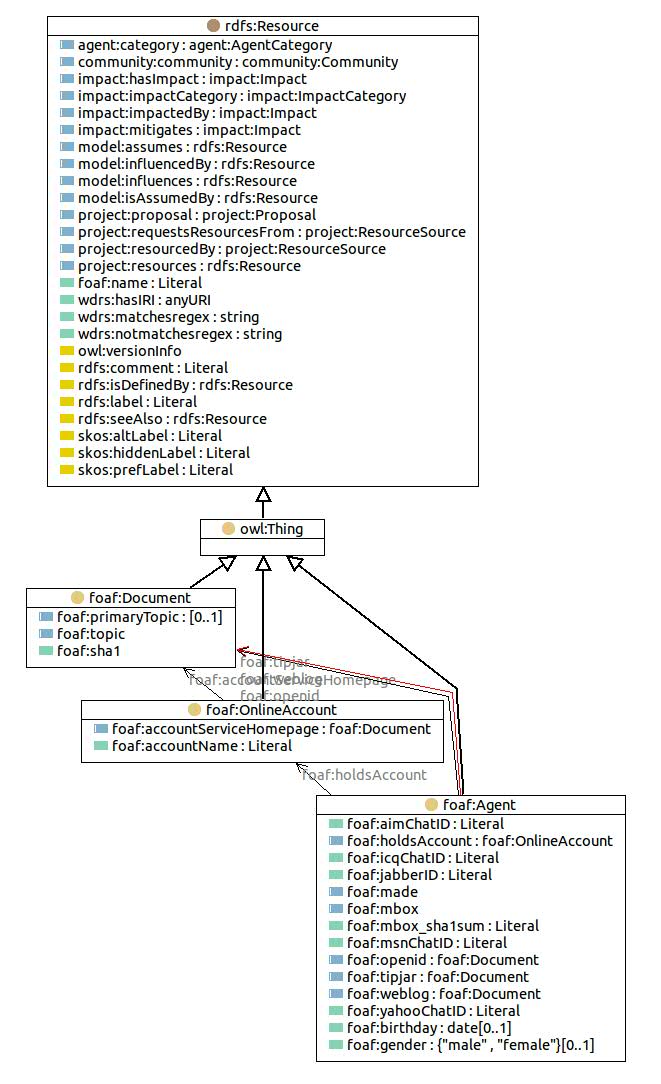 rdfs:Resource
agent:category : agent:AgentCategory
community:community : community:Community
impact:hasImpact : impact:Impact
impact:impactCategory : impact:ImpactCategory
impact:impactedBy : impact:Impact
impact:mitigates : impact:Impact
model:assumes : rdfs:Resource
model:influencedBy : rdfs:Resource
model:influences : rdfs:Resource
model:isAssumedBy : rdfs:Resource
project:proposal : project:Proposal
project:requestsResourcesFrom : project:ResourceSource
project:resourcedBy : project:ResourceSource
project:resources : rdfs:Resource
foaf:name : Literal
wdrs:hasIRI : anyURI
wdrs:matchesregex : string
wdrs:notmatchesregex : string
owl:versionInfo
rdfs:comment : Literal
rdfs:isDefinedBy : rdfs:Resource
rdfs:label : Literal
rdfs:seeAlso : rdfs:Resource
skos:altLabel : Literal
skos:hiddenLabel : Literal
skos:prefLabel : Literal
owl:Thing
foaf:Document
foaf:primaryTopic : [0..1]
foaf:topic
foaf:sha1
foaf:tipjar
foaf:accountServiceHomepage
foaf:weblog
foaf:openid
foaf:OnlineAccount
foaf:accountServiceHomepage : foaf:Document
foaf:accountName : Literal
foaf:holdsAccount
foaf:Agent
foaf:aimChatID : Literal
foaf:holdsAccount : foaf:OnlineAccount
foaf:icqChatID : Literal
foaf:jabberID : Literal
foaf:made
foaf:mbox
foaf:mbox_sha1sum : Literal
foaf:msnChatID : Literal
foaf:openid : foaf:Document
foaf:tipjar : foaf:Document
foaf:weblog : foaf:Document
foaf:yahooChatID : Literal
foaf:birthday : date[0..1]
foaf:gender : {"male" , "female"}[0..1]